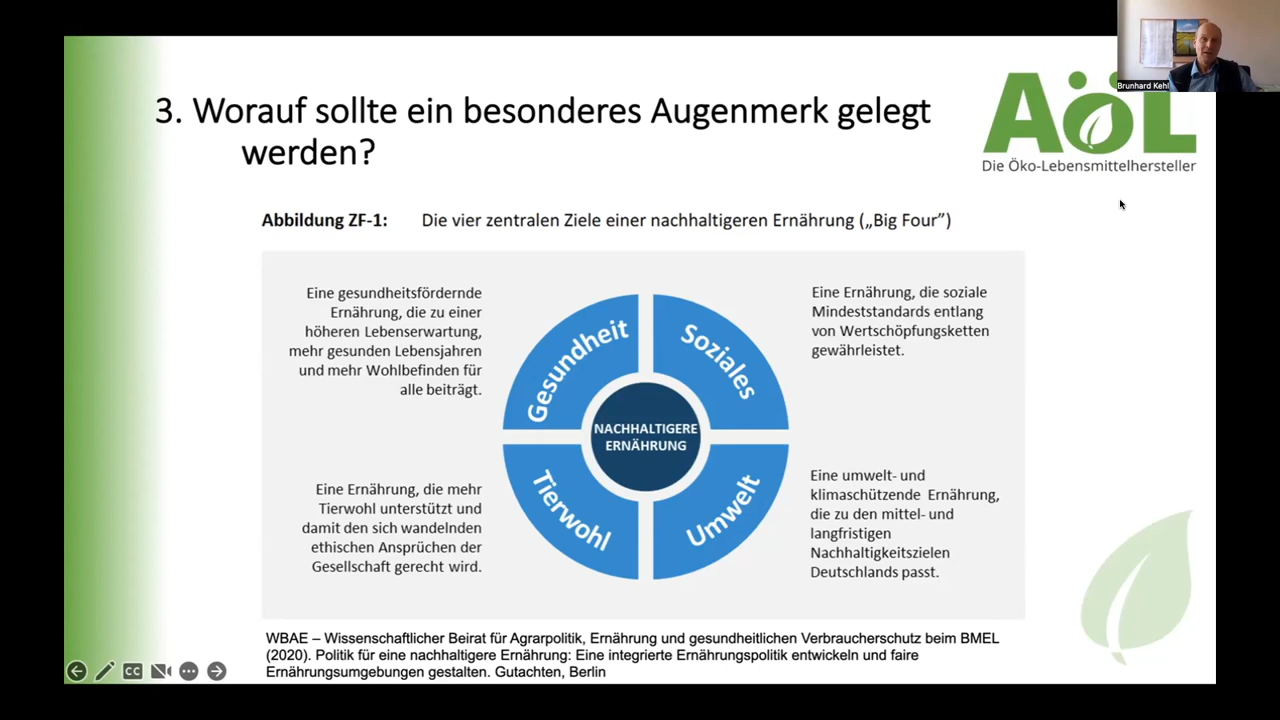 3. Worauf sollte ein besonderes Augenmerk gelegt
werden?
Brunhard Kehl
AöL
Die Öko-Lebensmittelhersteller
Abbildung ZF-1: Die vier zentralen Ziele einer nachhaltigeren Ernährung („Big Four”)
Eine gesundheitsfördernde
Ernährung, die zu einer
höheren Lebenserwartung,
mehr gesunden Lebensjahren
und mehr Wohlbefinden für
alle beiträgt.
Gesundheit
Soziales
Eine Ernährung, die soziale
Mindeststandards entlang
von Wertschöpfungsketten
gewährleistet.
NACHHALTIGERE
ERNÄHRUNG
Eine Ernährung, die mehr
Tierwohl unterstützt und
damit den sich wandelnden
ethischen Ansprüchen der
Gesellschaft gerecht wird.
Tierwohl
Umwelt
Eine umwelt- und
klimaschützende Ernährung,
die zu den mittel- und
langfristigen
Nachhaltigkeitszielen
Deutschlands passt.
WBAE – Wissenschaftlicher Beirat für Agrarpolitik, Ernährung und gesundheitlichen Verbraucherschutz beim BMEL
(2020). Politik für eine nachhaltigere Ernährung: Eine integrierte Ernährungspolitik entwickeln und faire
Ernährungsumgebungen gestalten. Gutachten, Berlin
CC